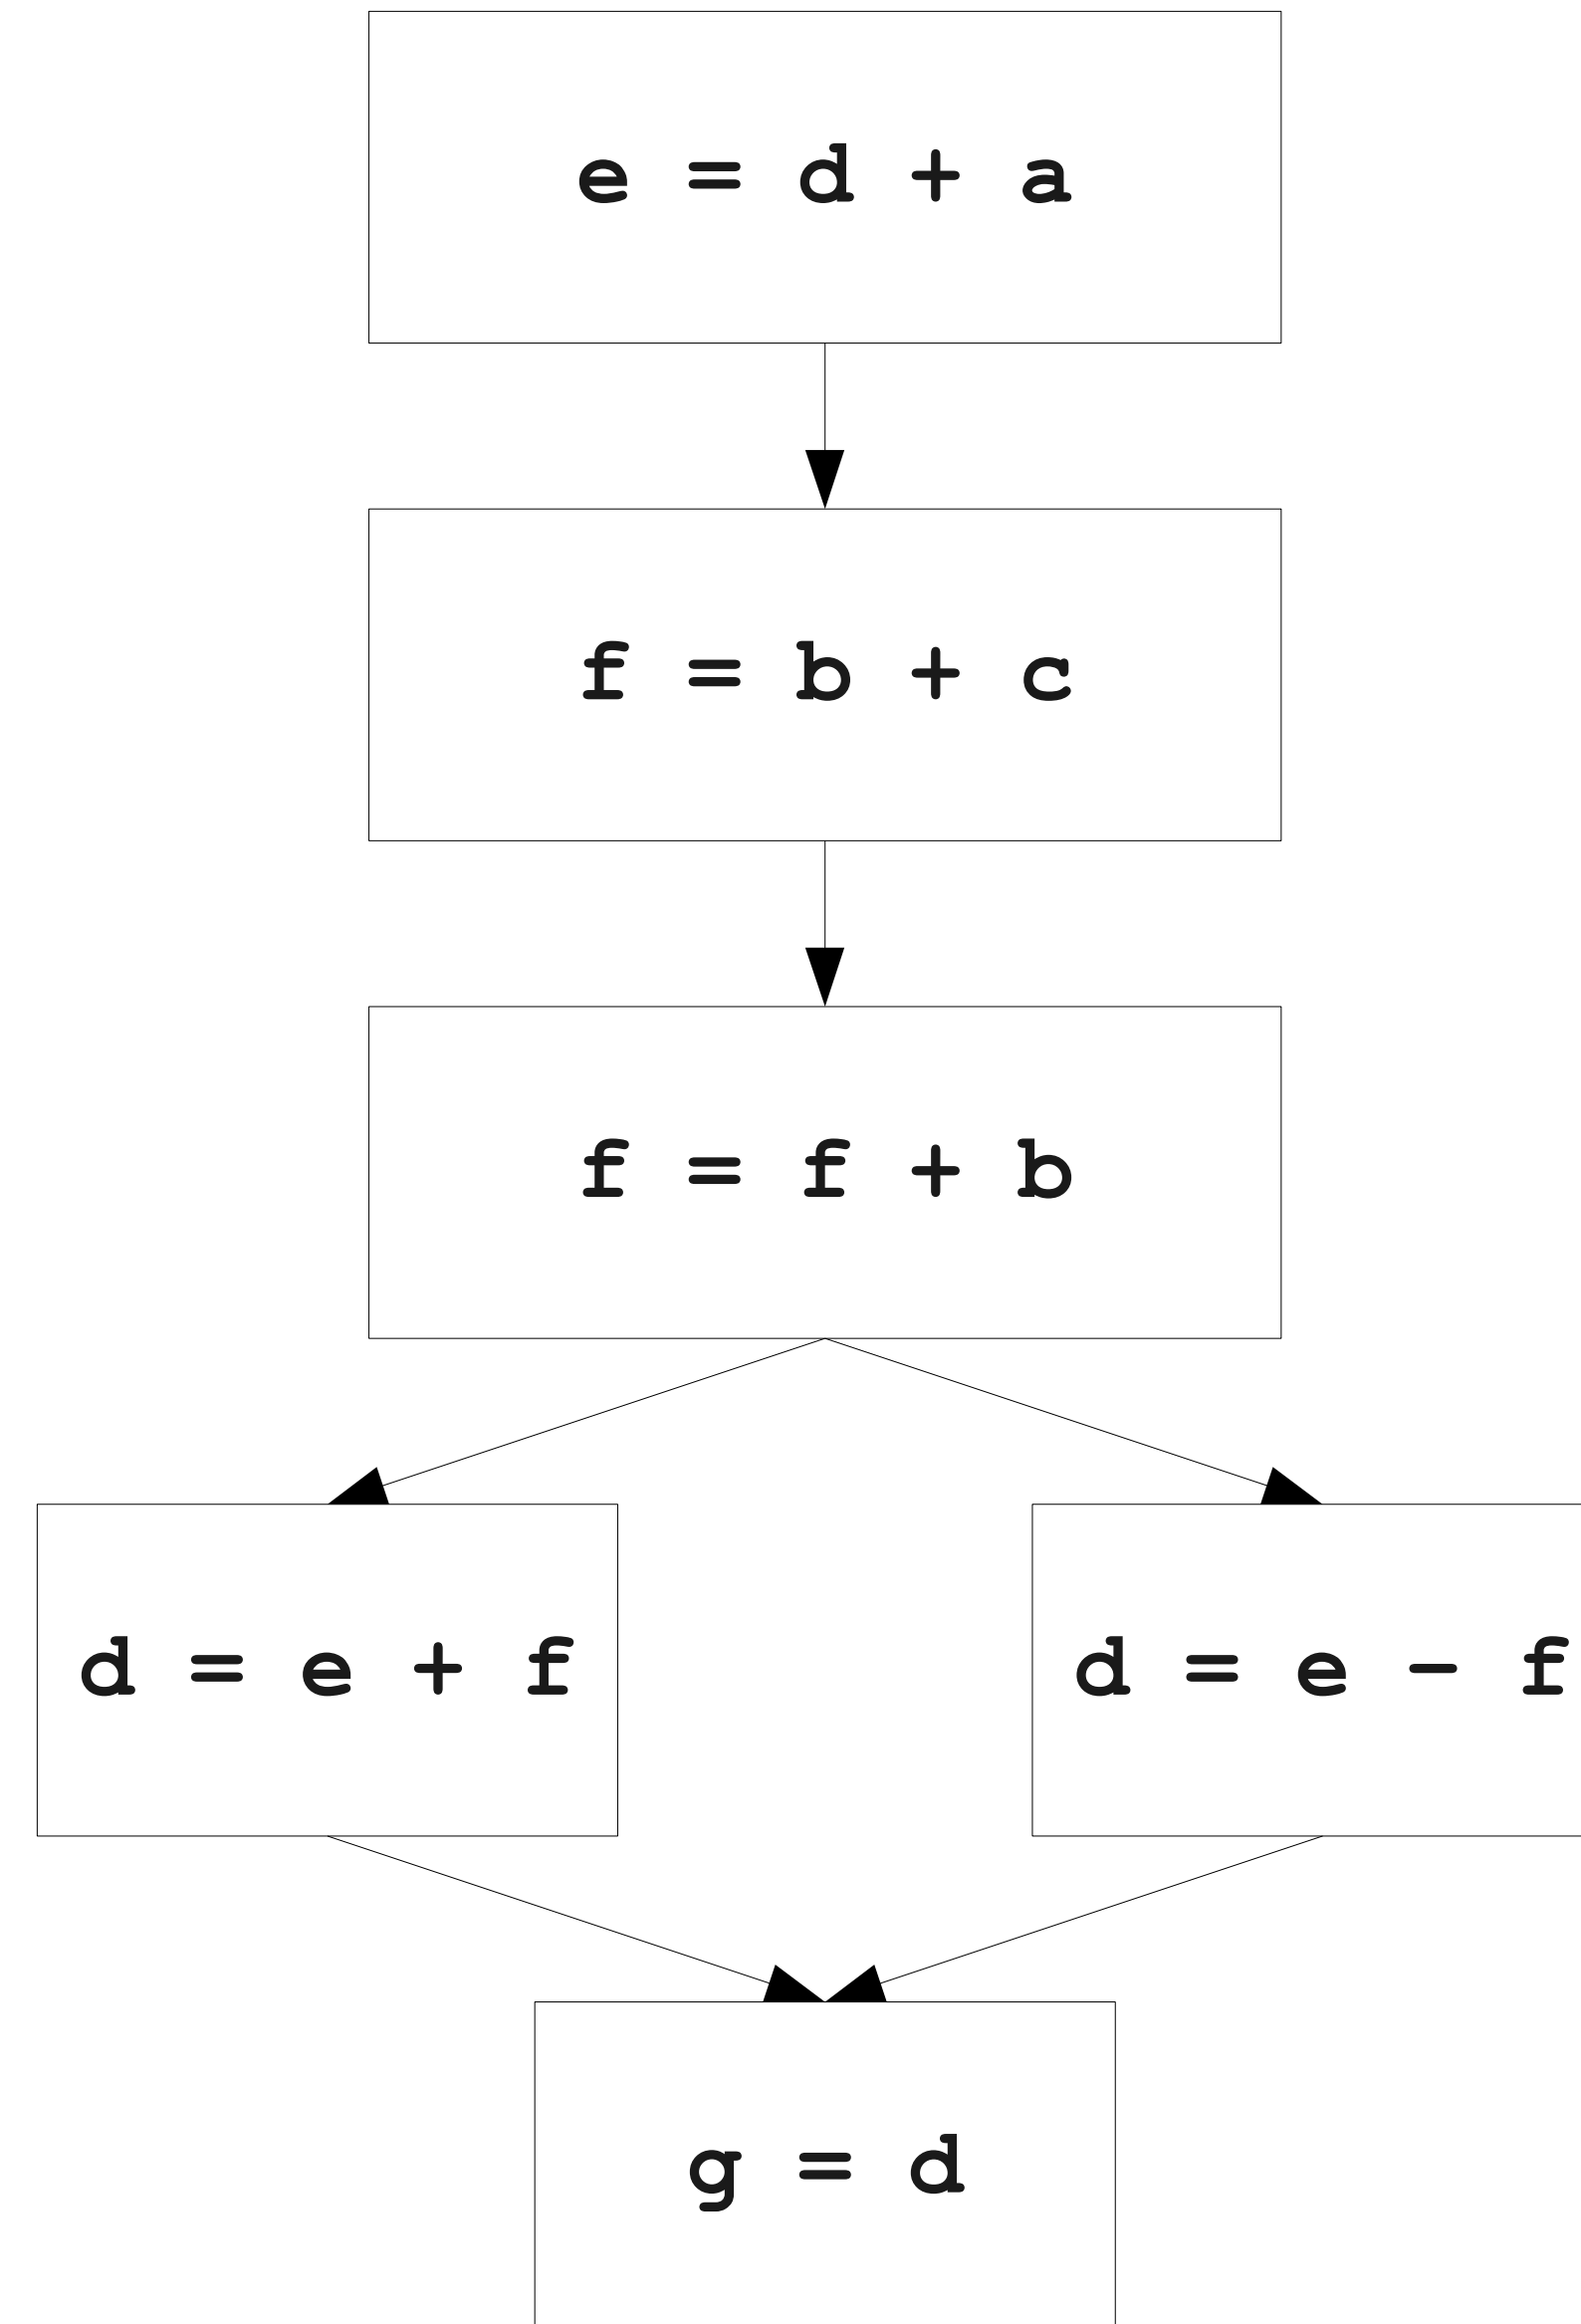 e = d + a
f = b + c
f = f + b
d = e + f
d = e - f
g = d